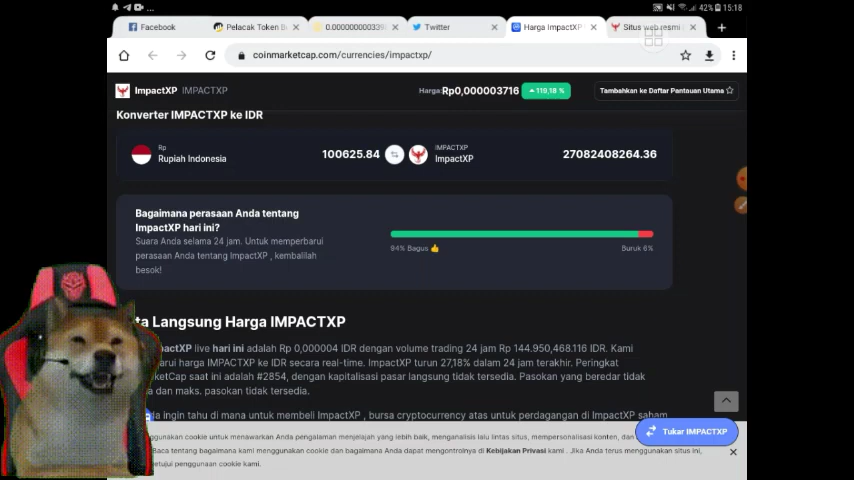 42% 15:18
Facebook
Pelacak Token B
0.0000000000339
Twitter
Harga ImpactXP
Situs web resmi
coinmarketcap.com/currencies/impactxp/
ImpactXP IMPACTXP
Harga:Rp0,000003716
119,18 %
Tambahkan ke Daftar Pantauan Utama
Konverter IMPACTXP ke IDR
Rp
Rupiah Indonesia
100625.84
IMPACTXP
ImpactXP
27082408264.36
Bagaimana perasaan Anda tentang
ImpactXP hari ini?
Suara Anda selama 24 jam. Untuk memperbarui
perasaan Anda tentang ImpactXP , kembalilah
besok!
94% Bagus 👍
Buruk 6%
ta Langsung Harga IMPACTXP
pactXP live hari ini adalah Rp 0,000004 IDR dengan volume trading 24 jam Rp 144.950,468.116 IDR. Kami
arui harga IMPACTXP ke IDR secara real-time. ImpactXP turun 27,18% dalam 24 jam terakhir. Peringkat
ketCap saat ini adalah #2854, dengan kapitalisasi pasar langsung tidak tersedia. Pasokan yang beredar tidak
a dan maks. pasokan tidak tersedia.
a ingin tahu di mana untuk membeli ImpactXP , bursa cryptocurrency atas untuk perdagangan di ImpactXP saham
ggunakan cookie untuk menawarkan Anda pengalaman menjelajah yang lebih baik, menganalisis lalu lintas situs, mempersonalisasi konten, dan
Baca tentang bagaimana kami menggunakan cookie dan bagaimana Anda dapat mengontrolnya di Kebijakan Privasi kami . Jika Anda terus menggunakan situs ini,
etujui penggunaan cookie kami.
Tukar IMPACTXP